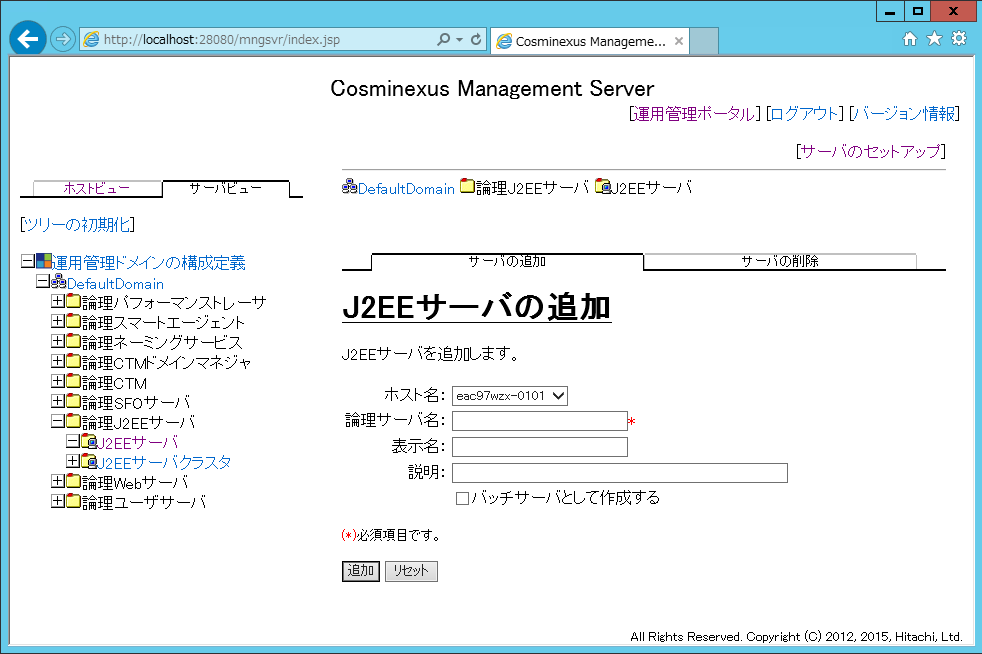 http://localhost:28080/mngsvr/index.jsp
Cosminexus Manageme...
Cosminexus Management Server
[運用管理ポータル] [ログアウト] [バージョン情報]
[サーバのセットアップ]
ホストビュー サーバビュー
DefaultDomain 論理J2EEサーバ J2EEサーバ
[ツリーの初期化]
運用管理ドメインの構成定義
DefaultDomain
論理パフォーマンストレーサ
論理スマートエージェント
論理ネーミングサービス
論理CTMドメインマネジャ
論理CTM
論理SFOサーバ
論理J2EEサーバ
J2EEサーバ
J2EEサーバクラスタ
論理Webサーバ
論理ユーザサーバ
サーバの追加 サーバの削除
J2EEサーバの追加
J2EEサーバを追加します。
ホスト名: eac97wzx-0101
論理サーバ名: *
表示名:
説明:
バッチサーバとして作成する
(*)必須項目です。
追加 リセット
All Rights Reserved. Copyright (C) 2012, 2015, Hitachi, Ltd.